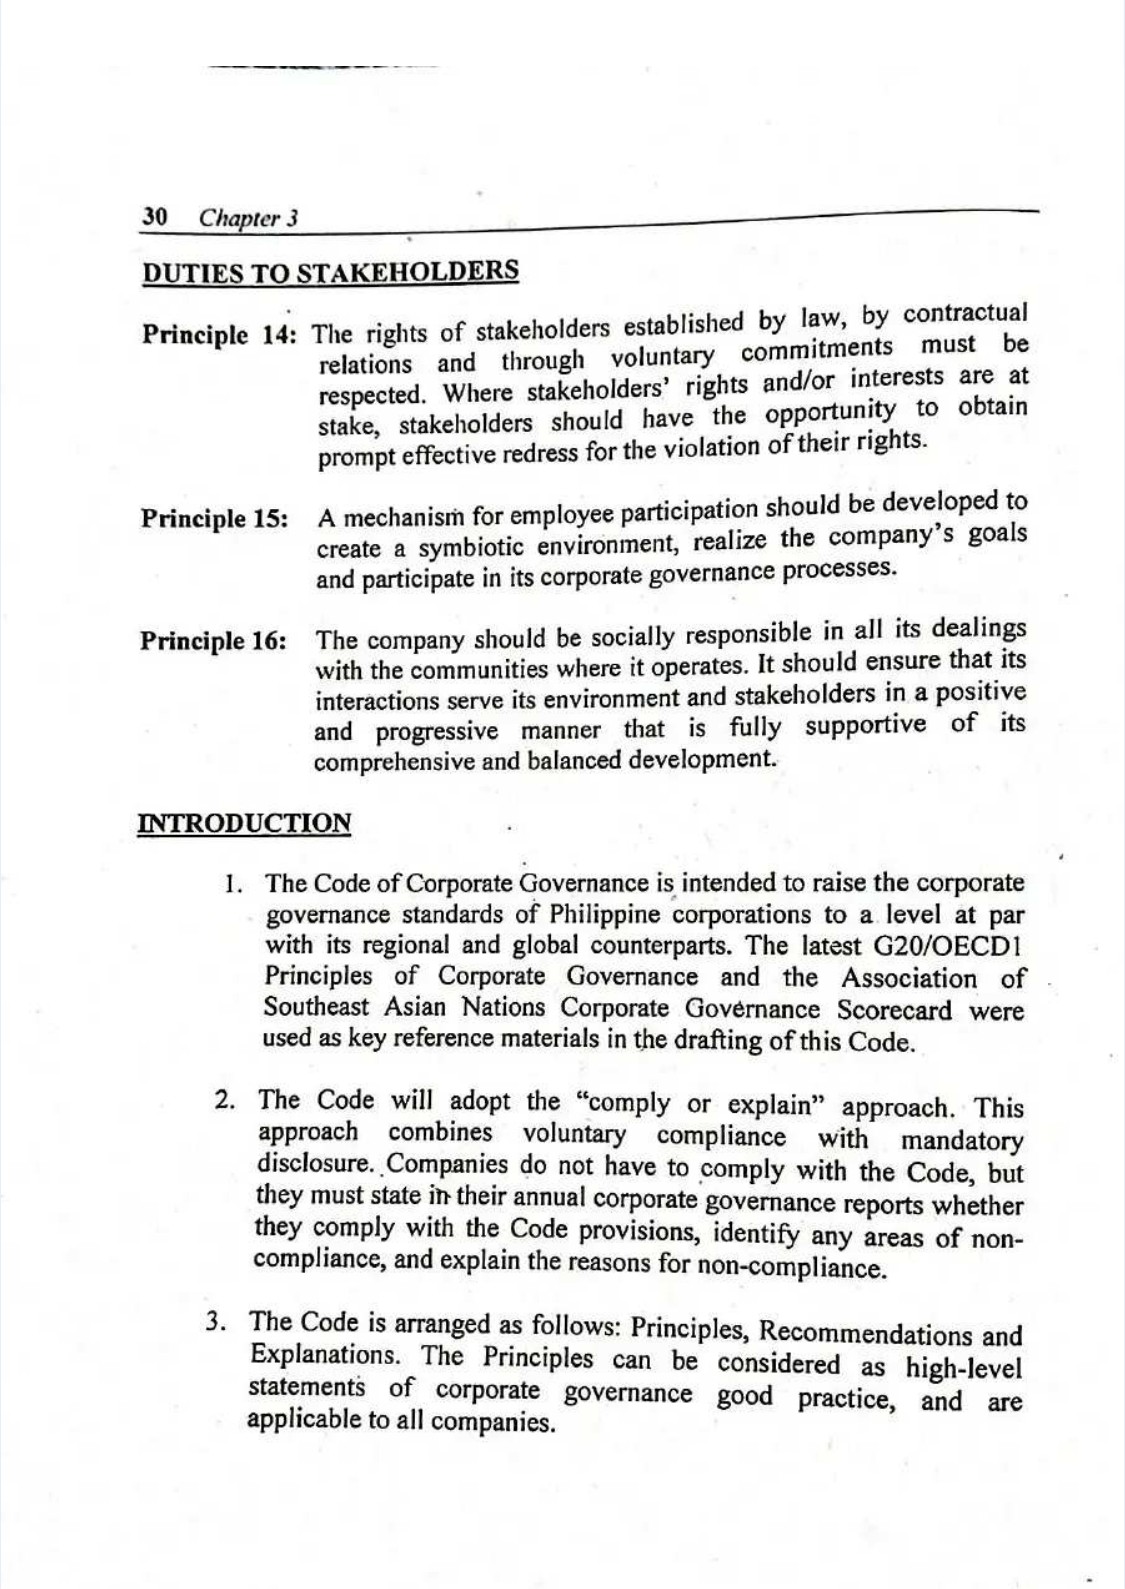 30 Chapter 3
DUTIES TO STAKEHOLDERS
Principle 14: The rights of stakeholders established by law, by contractual
relations and through voluntary commitments must be
respected. Where stakeholders' rights and/or interests are at
stake, stakeholders should have the opportunity to obtain
prompt effective redress for the violation of their rights.
Principle 15: A mechanism for employee participation should be developed to
create a symbiotic environment, realize the company's goals
and participate in its corporate governance processes.
Principle 16: The company should be socially responsible in all its dealings
with the communities where it operates. It should ensure that its
interactions serve its environment and stakeholders in a positive
and progressive manner that is fully supportive of its
comprehensive and balanced development.
INTRODUCTION
1. The Code of Corporate Governance is intended to raise the corporate
governance standards of Philippine corporations to a level at par
with its regional and global counterparts. The latest G20/OECD1
Principles of Corporate Governance and the Association of
Southeast Asian Nations Corporate Governance Scorecard were
used as key reference materials in the drafting of this Code.
2. The Code will adopt the "comply or explain" approach. This
approach combines voluntary compliance with mandatory
disclosure. Companies do not have to comply with the Code, but
they must state in their annual corporate governance reports whether
they comply with the Code provisions, identify any areas of non-
compliance, and explain the reasons for non-compliance.
3. The Code is arranged as follows: Principles, Recommendations and
Explanations. The Principles can be considered as high-level
statements of corporate governance good practice, and are
applicable to all companies.